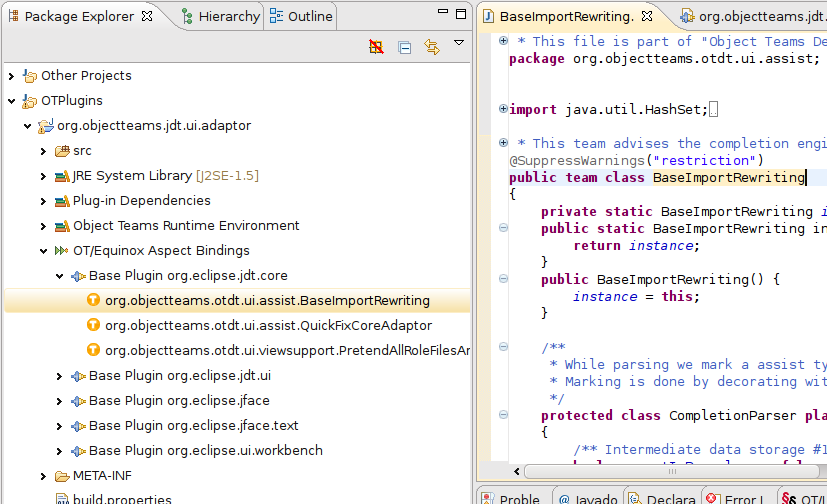 Package Explorer
Hierarchy
Outline
Other Projects
OTPlugins
org.objectteams.jdt.ui.adaptor
src
JRE System Library [J2SE-1.5]
Plug-in Dependencies
Object Teams Runtime Environment
OT/Equinox Aspect Bindings
Base Plugin org.eclipse.jdt.core
org.objectteams.otdt.ui.assist.BaseImportRewriting
org.objectteams.otdt.ui.assist.QuickFixCoreAdaptor
org.objectteams.otdt.ui.viewsupport.PretendAllRoleFilesAr
Base Plugin org.eclipse.jdt.ui
Base Plugin org.eclipse.jface
Base Plugin org.eclipse.jface.text
Base Plugin org.eclipse.ui.workbench
META-INF
build.properties
BaseImportRewriting.
org.objectteams.jdt.
* This file is part of "Object Teams De
package org.objectteams.otdt.ui.assist;
import java.util.HashSet;
* This team advises the completion engi
@SuppressWarnings("restriction")
public team class BaseImportRewriting
{
private static BaseImportRewriting i
public static BaseImportRewriting in
return instance;
}
public BaseImportRewriting() {
instance = this;
}
/**
* While parsing we mark a assist ty
* Marking is done by decorating wit
*/
protected class CompletionParser pla
{
/** Intermediate data storage #1
Proble
@ Javado
Declara
Error L
OT/J